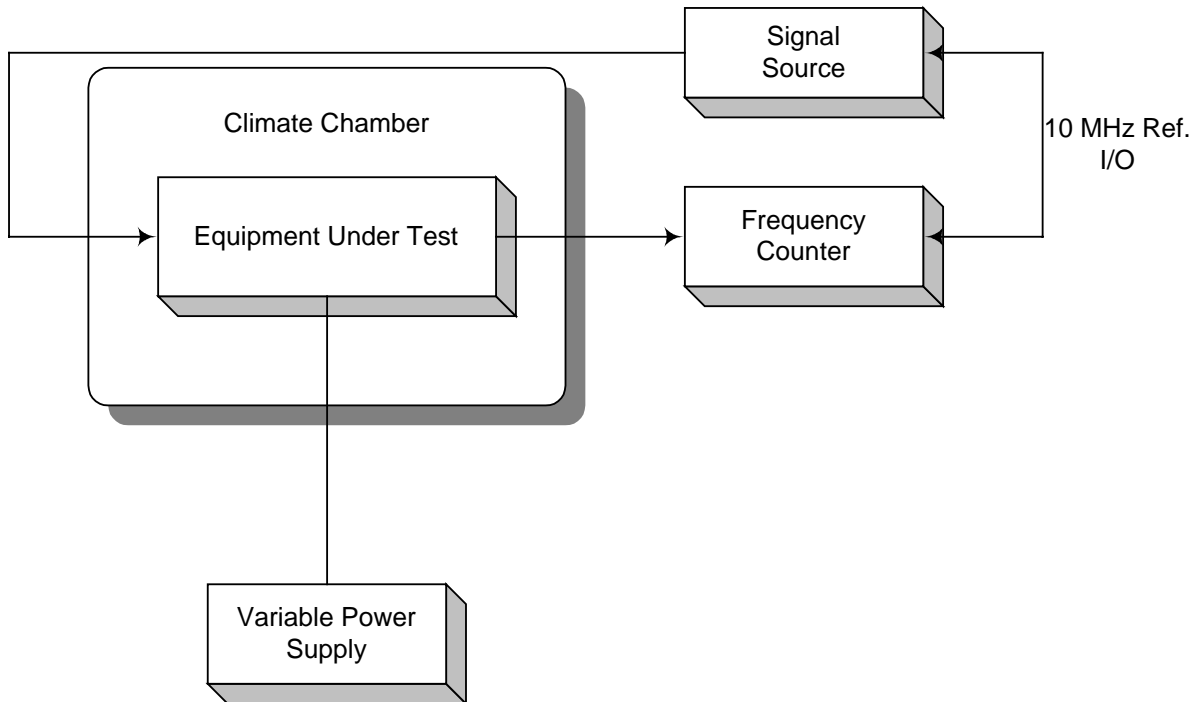 Signal
Source
Climate Chamber
10 MHz Ref.
I/O
Equipment Under Test
Frequency
Counter
Variable Power
Supply